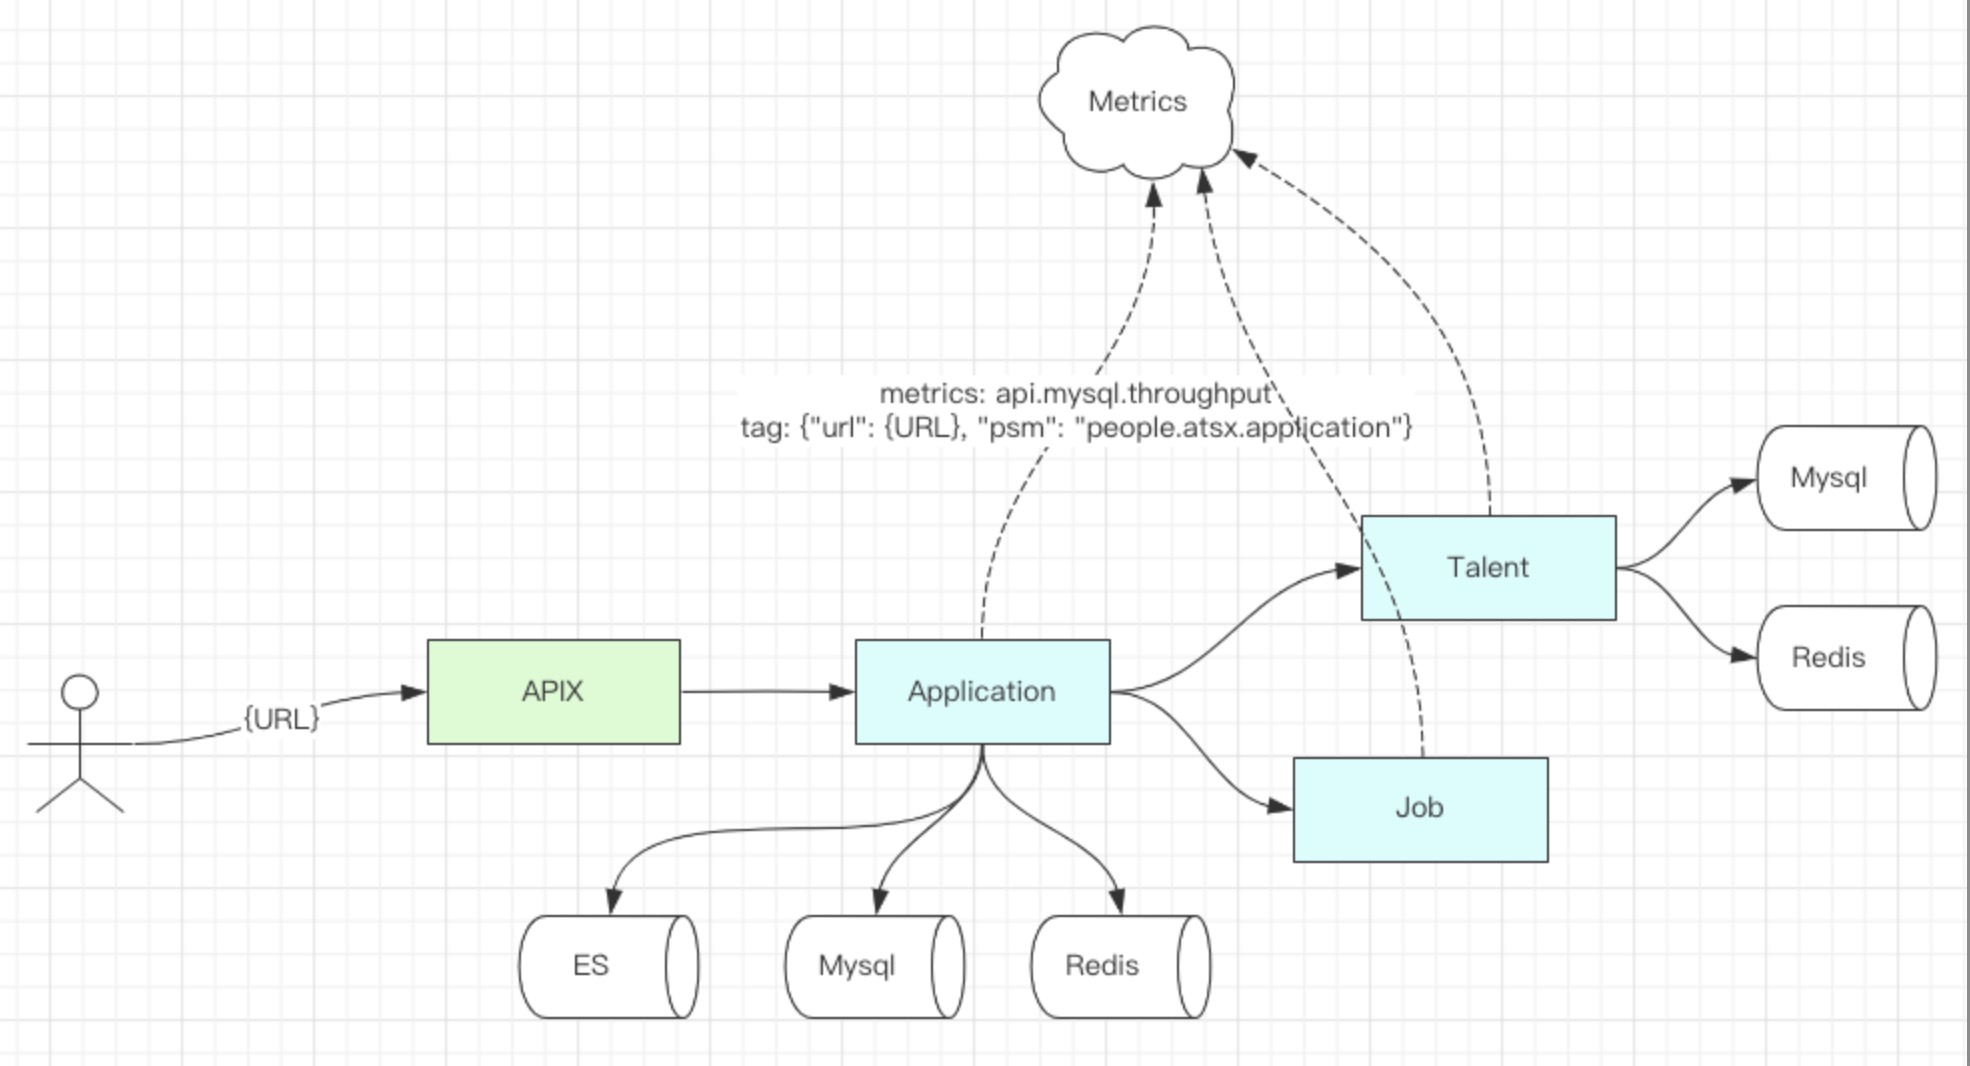 Metrics
metrics: api.mysql.throughput
tag: {"url": {URL}, "psm": "people.atsx.application"}
Mysql
Talent
Redis
{URL}
APIX
Application
Job
ES
Mysql
Redis